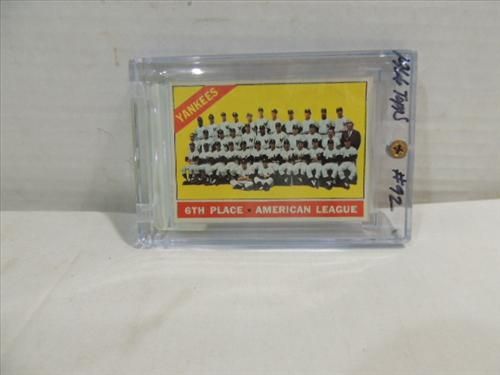 YANKEES
6TH PLACE • AMERICAN LEAGUE
1966 Topps
#92